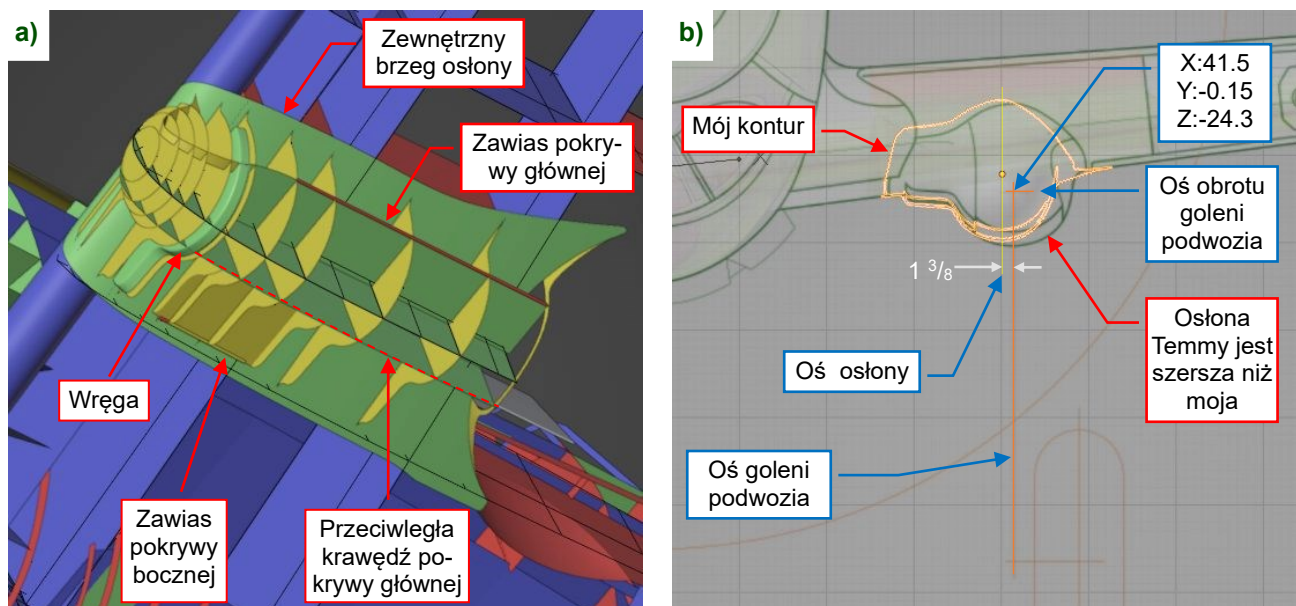 a)
Zewnętrzny
brzeg osłony
Zawias pokry-
wy głównej
Wręga
Zawias
pokrywy
bocznej
Przeciwległa
krawędź po-
krywy głównej
b)
X:41.5
Y:-0.15
Z:-24.3
Mój kontur
Oś obrotu
goleni
podwozia
1 3/8
Oś osłony
Osłona
Temmy jest
szersza niż
moja
Oś goleni
podwozia